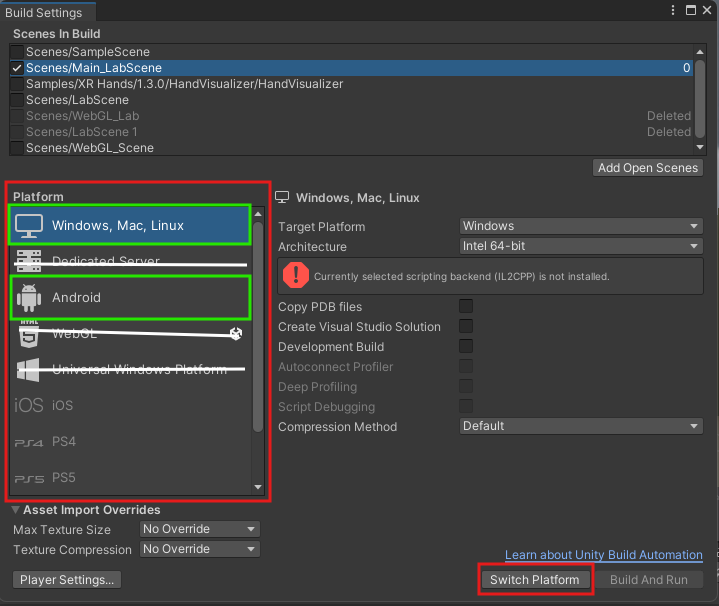 Build Settings
Scenes In Build
Scenes/SampleScene
Scenes/Main_LabScene 0
Samples/XR Hands/1.3.0/HandVisualizer/HandVisualizer
Scenes/LabScene
Scenes/WebGL_Lab Deleted
Scenes/LabScene 1 Deleted
Scenes/WebGL_Scene
Add Open Scenes
Platform
Windows, Mac, Linux
Dedicated Server
Android
HTML
WebGL
Universal Windows Platform
iOS iOS
PS4 PS4
PS5 PS5
Windows, Mac, Linux
Target Platform Windows
Architecture Intel 64-bit
Currently selected scripting backend (IL2CPP) is not installed.
Copy PDB files
Create Visual Studio Solution
Development Build
Autoconnect Profiler
Deep Profiling
Script Debugging
Compression Method Default
Asset Import Overrides
Max Texture Size No Override
Texture Compression No Override
Learn about Unity Build Automation
Player Settings... Switch Platform Build And Run